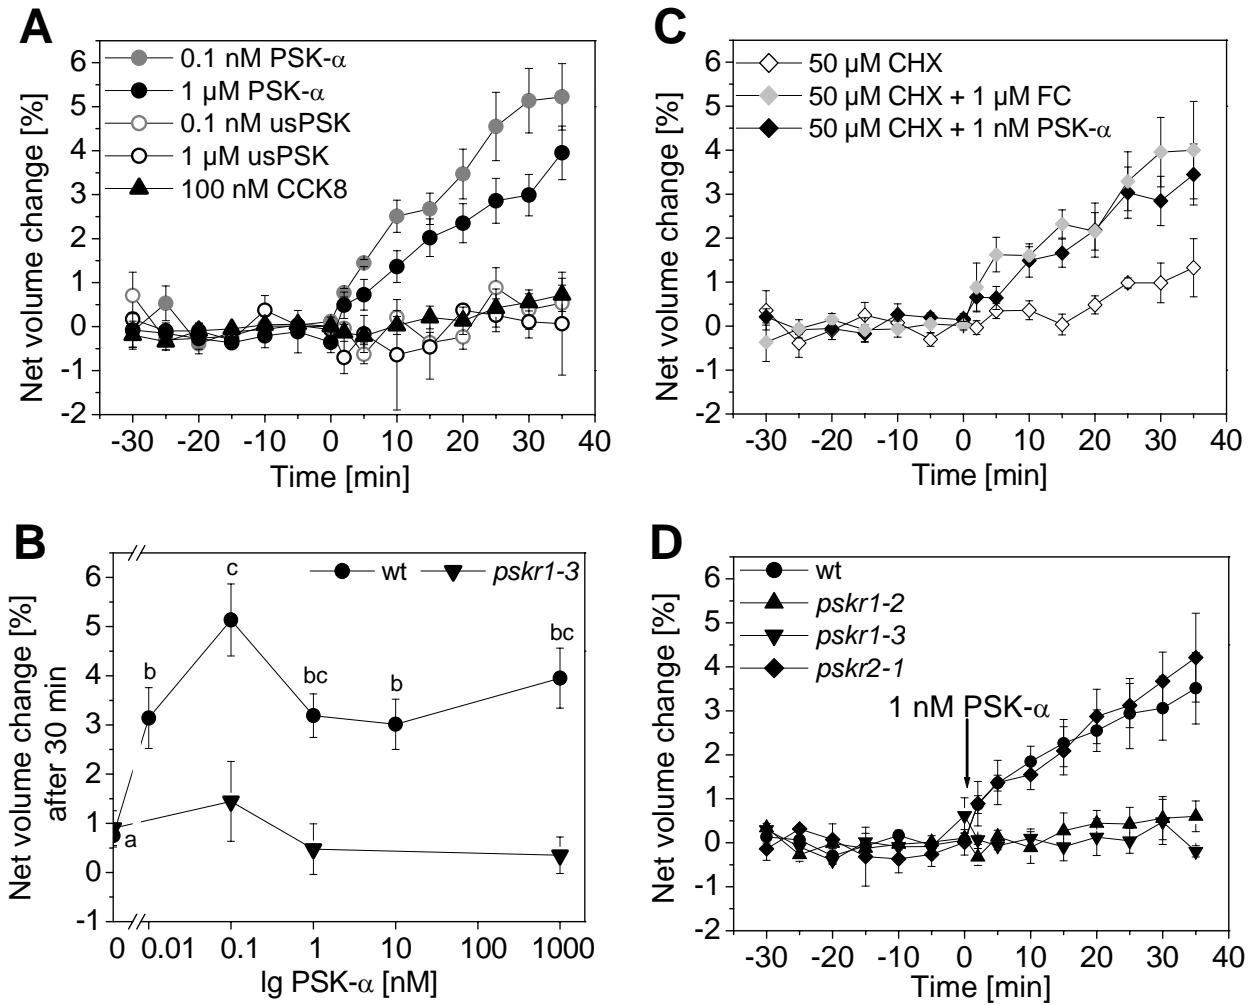 A
6
5
4
3
2
1
0
-1
-2
Net volume change [%]
0.1 nM PSK-α
1 µM PSK-α
0.1 nM usPSK
1 µM usPSK
100 nM CCK8
-30 -20 -10 0 10 20 30 40
Time [min]
C
6
5
4
3
2
1
0
-1
-2
Net volume change [%]
50 µM CHX
50 µM CHX + 1 µM FC
50 µM CHX + 1 nM PSK-α
-30 -20 -10 0 10 20 30 40
Time [min]
B
6
5
4
3
2
1
0
-1
Net volume change [%]
after 30 min
wt pskr1-3
a
b
c
bc
b
bc
0 0.01 0.1 1 10 100 1000
lg PSK-α [nM]
D
6
5
4
3
2
1
0
-1
-2
Net volume change [%]
wt
pskr1-2
pskr1-3
pskr2-1
1 nM PSK-α
-30 -20 -10 0 10 20 30 40
Time [min]